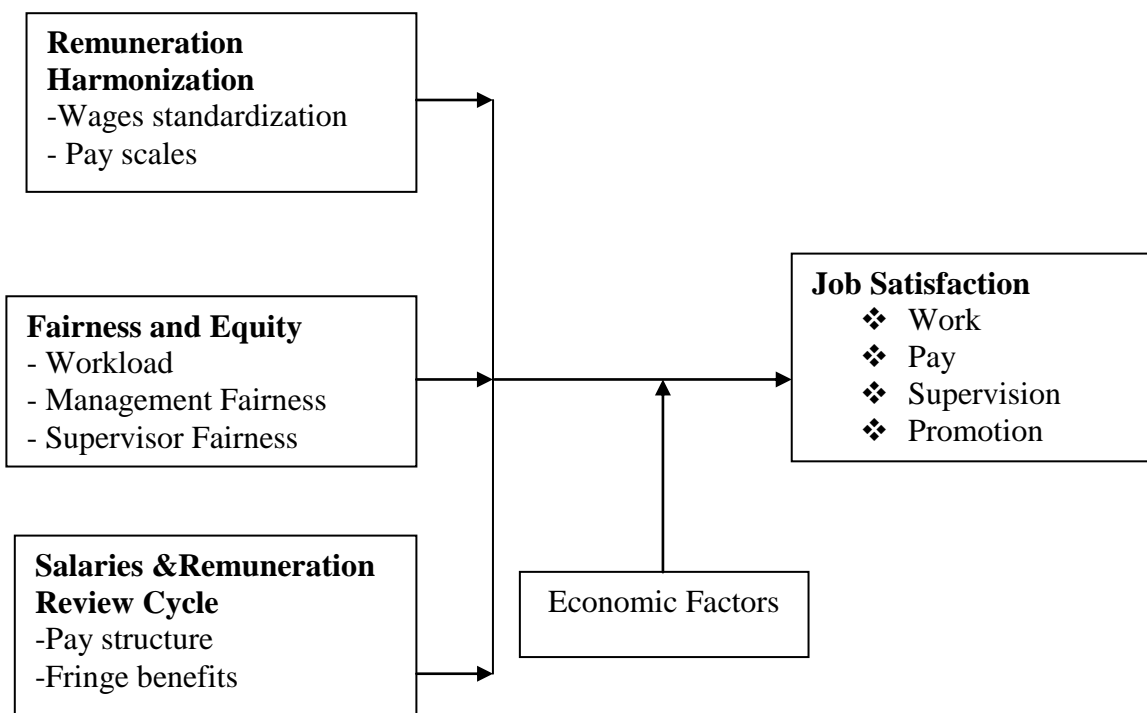 Remuneration
Harmonization
-Wages standardization
- Pay scales
Fairness and Equity
- Workload
- Management Fairness
- Supervisor Fairness
Salaries &Remuneration
Review Cycle
-Pay structure
-Fringe benefits
Economic Factors
Job Satisfaction
❖ Work
❖ Pay
❖ Supervision
❖ Promotion